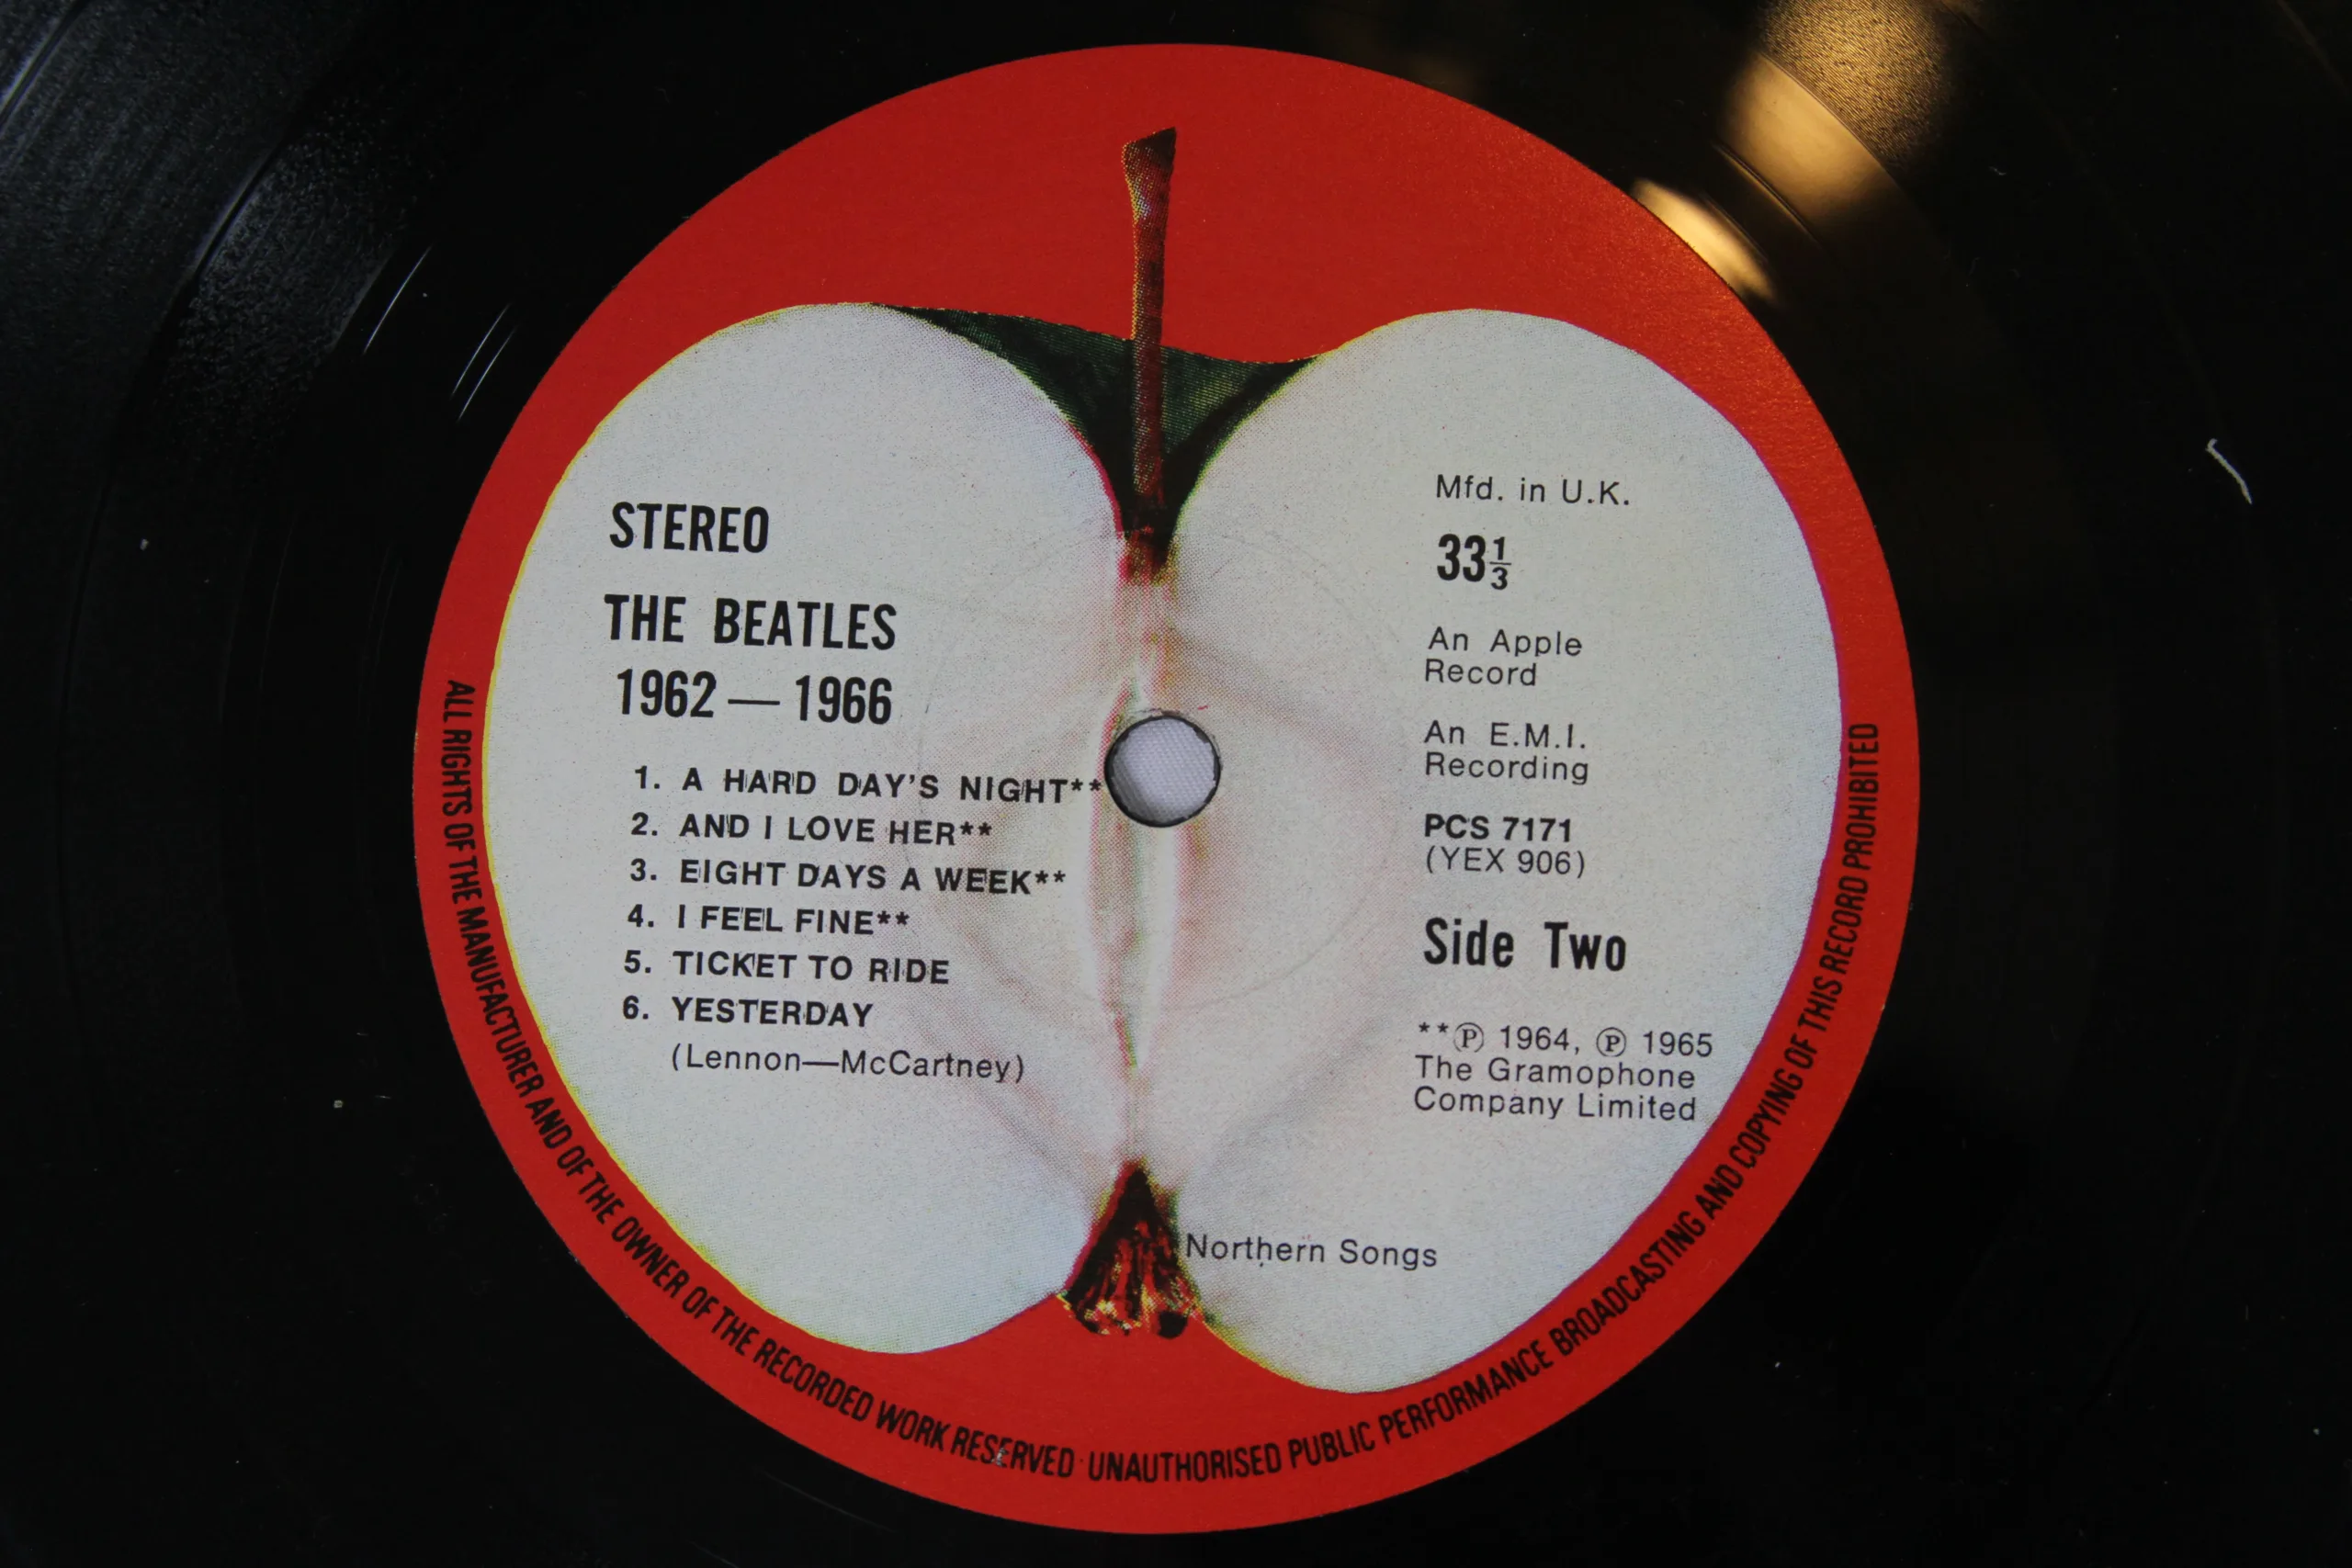 STEREO
THE BEATLES
1962 — 1966
1. A HARD DAY'S NIGHT**
2. AND I LOVE HER**
3. EIGHT DAYS A WEEK**
4. I FEEL FINE**
5. TICKET TO RIDE
6. YESTERDAY
(Lennon—McCartney)
Mfd. in U.K.
33⅓
An Apple
Record
An E.M.I.
Recording
PCS 7171
(YEX 906)
Side Two
**℗ 1964, ℗ 1965
The Gramophone
Company Limited
Northern Songs
ALL RIGHTS OF THE MANUFACTURER AND OF THE OWNER OF THE RECORDED WORK RESERVED · UNAUTHORISED PUBLIC PERFORMANCE BROADCASTING AND COPYING OF THIS RECORD PROHIBITED